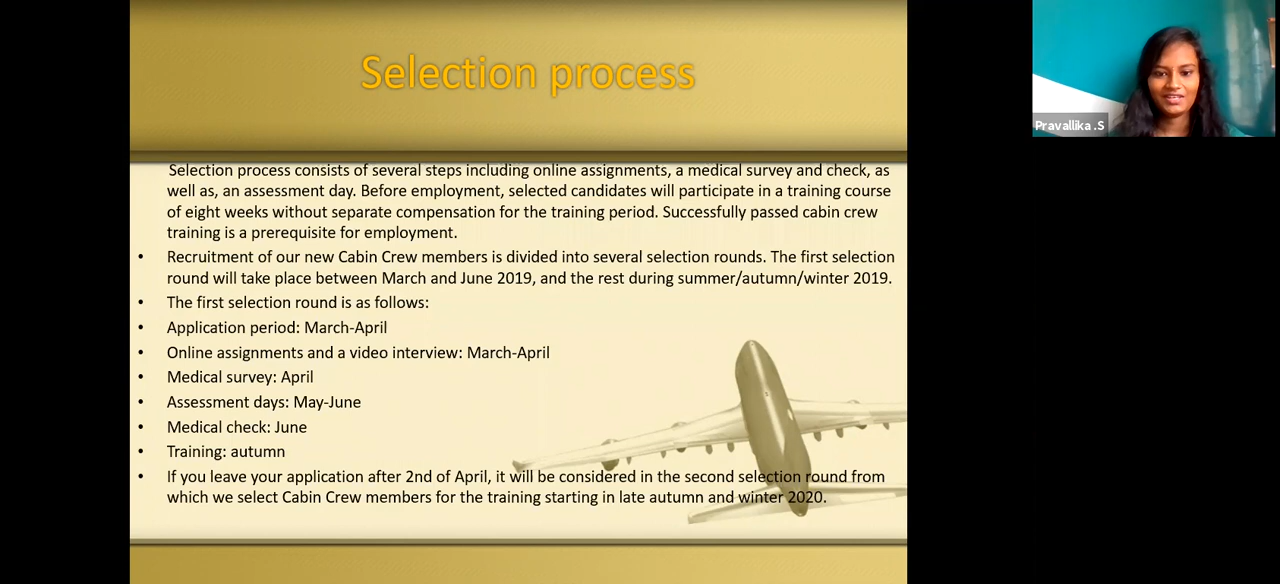 Selection process
Selection process consists of several steps including online assignments, a medical survey and check, as
well as, an assessment day. Before employment, selected candidates will participate in a training course
of eight weeks without separate compensation for the training period. Successfully passed cabin crew
training is a prerequisite for employment.
• Recruitment of our new Cabin Crew members is divided into several selection rounds. The first selection
round will take place between March and June 2019, and the rest during summer/autumn/winter 2019.
• The first selection round is as follows:
• Application period: March-April
• Online assignments and a video interview: March-April
• Medical survey: April
• Assessment days: May-June
• Medical check: June
• Training: autumn
• If you leave your application after 2nd of April, it will be considered in the second selection round from
which we select Cabin Crew members for the training starting in late autumn and winter 2020.
Pravallika .S